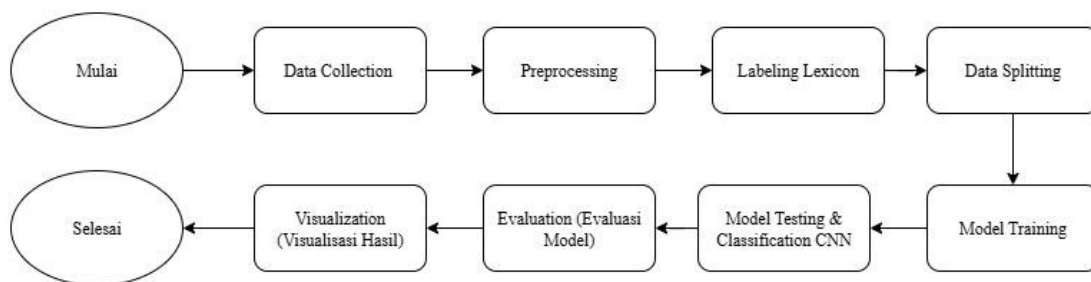 Mulai
Data Collection
Preprocessing
Labeling Lexicon
Data Splitting
Model Training
Model Testing &
Classification CNN
Evaluation (Evaluasi
Model)
Visualization
(Visualisasi Hasil)
Selesai